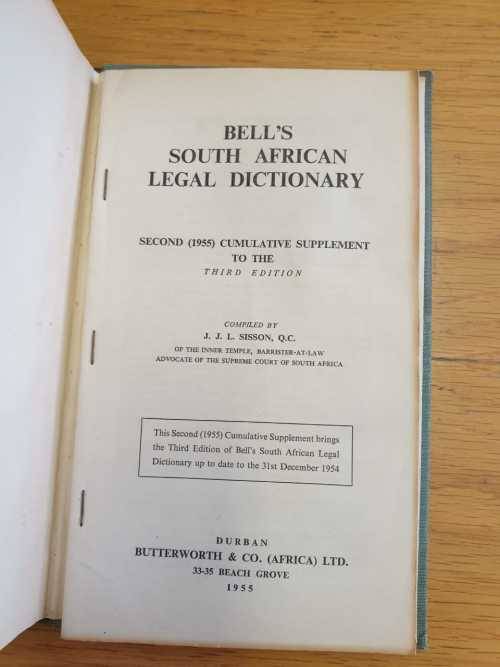 BELL'S
SOUTH AFRICAN
LEGAL DICTIONARY
SECOND (1955) CUMULATIVE SUPPLEMENT
TO THE
THIRD EDITION
COMPILED BY
J. J. L. SISSON, Q.C.
OF THE INNER TEMPLE, BARRISTER-AT-LAW
ADVOCATE OF THE SUPREME COURT OF SOUTH AFRICA
This Second (1955) Cumulative Supplement brings
the Third Edition of Bell's South African Legal
Dictionary up to date to the 31st December 1954
DURBAN
BUTTERWORTH & CO. (AFRICA) LTD.
33-35 BEACH GROVE
1955